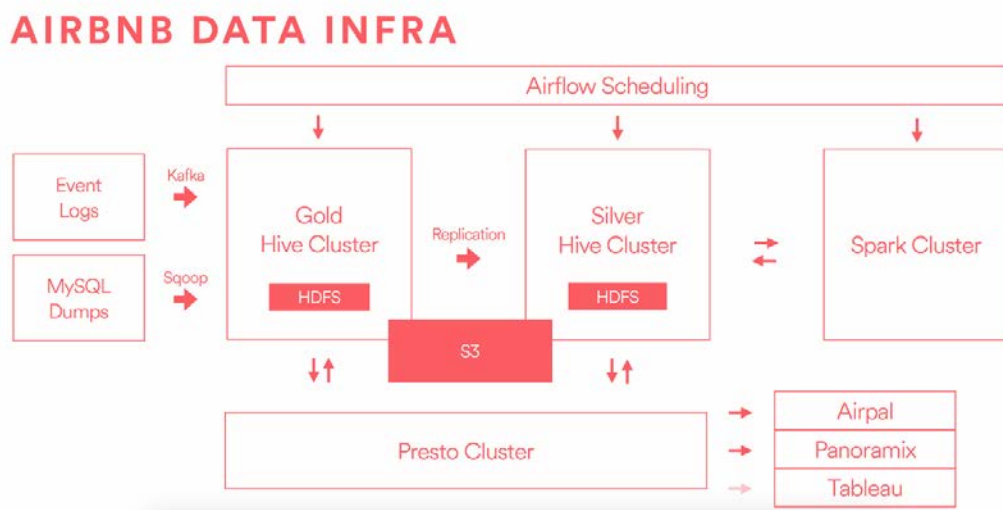 AIRBNB DATA INFRA
Airflow Scheduling
Event
Logs
Kafka
Gold
Hive Cluster
HDFS
Replication
Silver
Hive Cluster
HDFS
Spark Cluster
MySQL
Dumps
Sqoop
S3
Presto Cluster
Airpal
Panoramix
Tableau